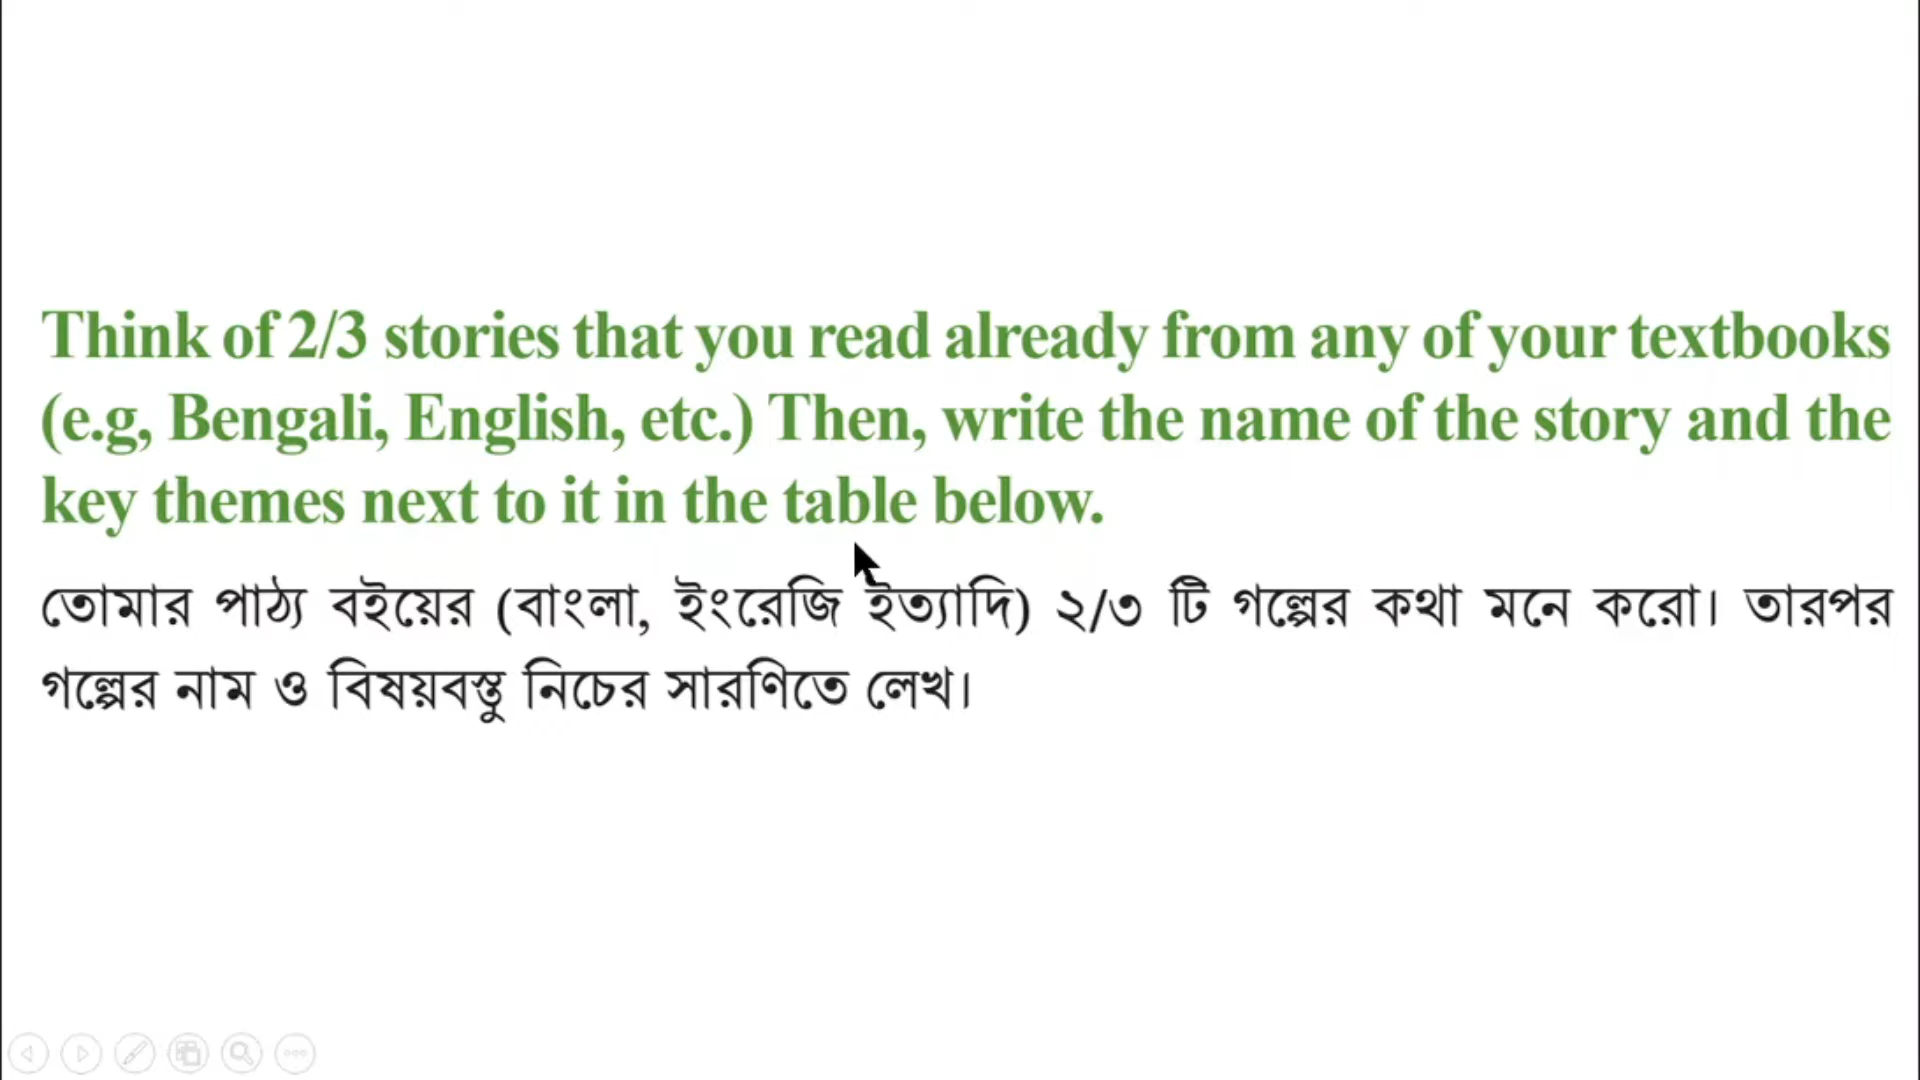 Think of 2/3 stories that you read already from any of your textbooks
(e.g, Bengali, English, etc.) Then, write the name of the story and the
key themes next to it in the table below.
তোমার পাঠ্য বইয়ের (বাংলা, ইংরেজি ইত্যাদি) ২/৩ টি গল্পের কথা মনে করো। তারপর
গল্পের নাম ও বিষয়বস্তু নিচের সারণিতে লেখ।